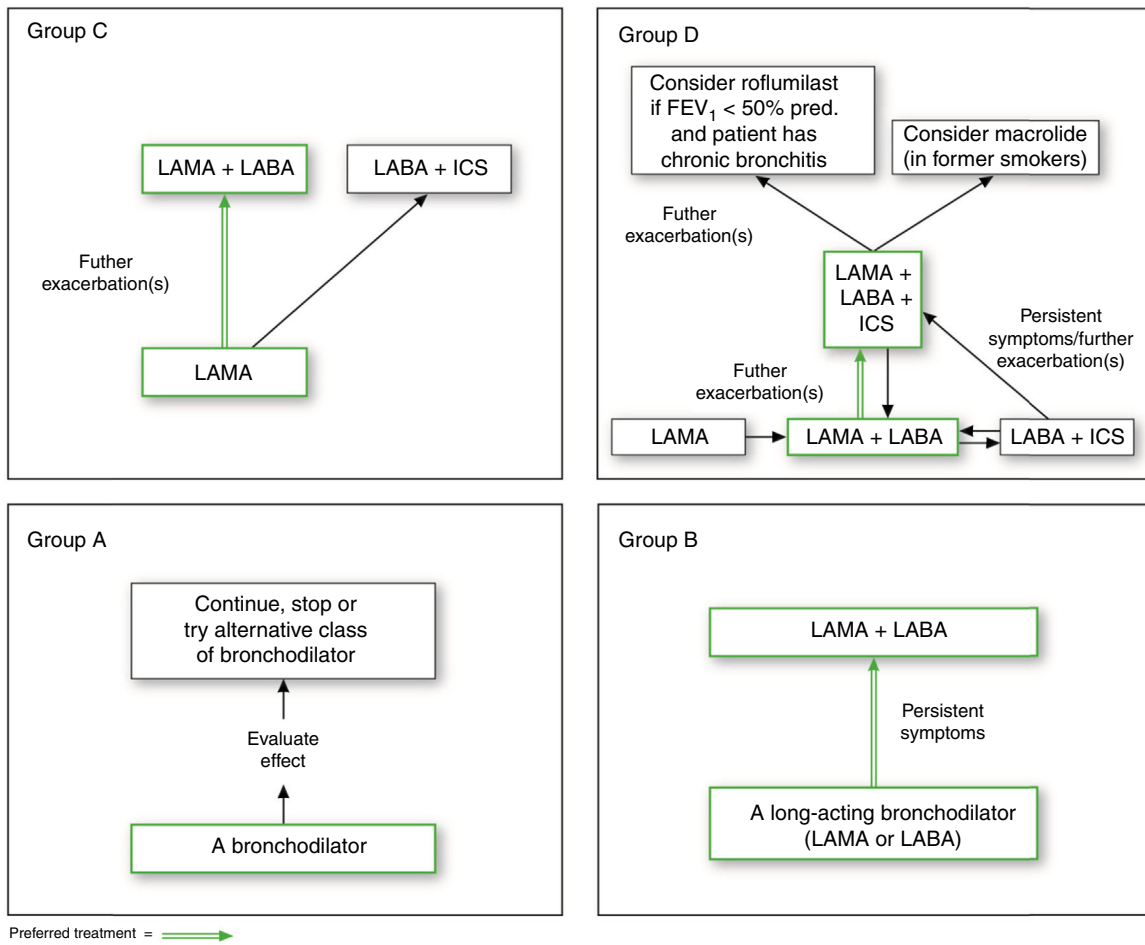 Group C
LAMA + LABA
LABA + ICS
Futher
exacerbation(s)
LAMA
Group D
Consider roflumilast
if FEV₁ < 50% pred.
and patient has
chronic bronchitis
Consider macrolide
(in former smokers)
Futher
exacerbation(s)
LAMA +
LABA +
ICS
Persistent
symptoms/further
exacerbation(s)
Futher
exacerbation(s)
LAMA
LAMA + LABA
LABA + ICS
Group A
Continue, stop or
try alternative class
of bronchodilator
Evaluate
effect
A bronchodilator
Group B
LAMA + LABA
Persistent
symptoms
A long-acting bronchodilator
(LAMA or LABA)
Preferred treatment =